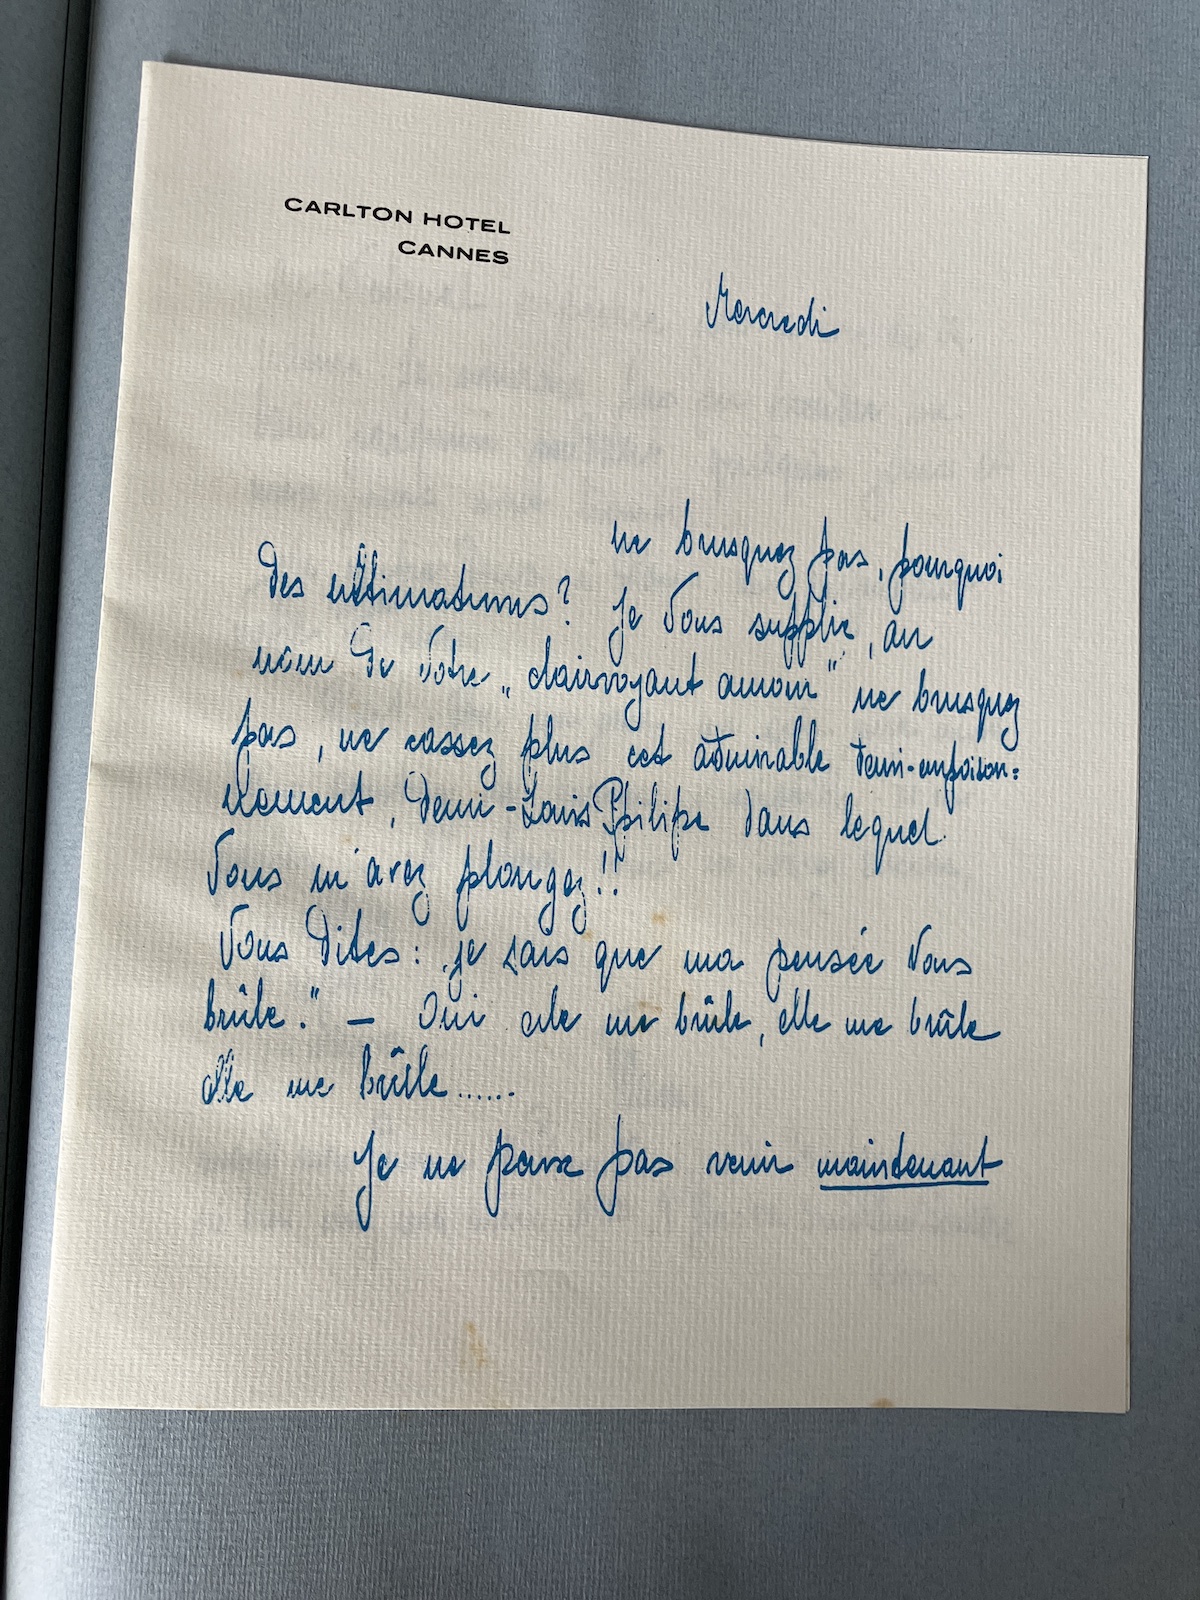 CARLTON HOTEL
CANNES
Mercredi
ne brusquez pas, pourquoi
des ultimatums? Je Vous supplie, au
nom de Votre „clairvoyant amour" ne brusquez
pas, ne cassez plus cet admirable demi-empoison=
nement, demi-Louis Philipe dans lequel
Vous m'avez plongez!!
Vous dites: „je sais que ma pensée Vous
brûle." — Oui elle me brûle, elle me brûle
elle me brûle......
Je ne peux pas venir maintenant